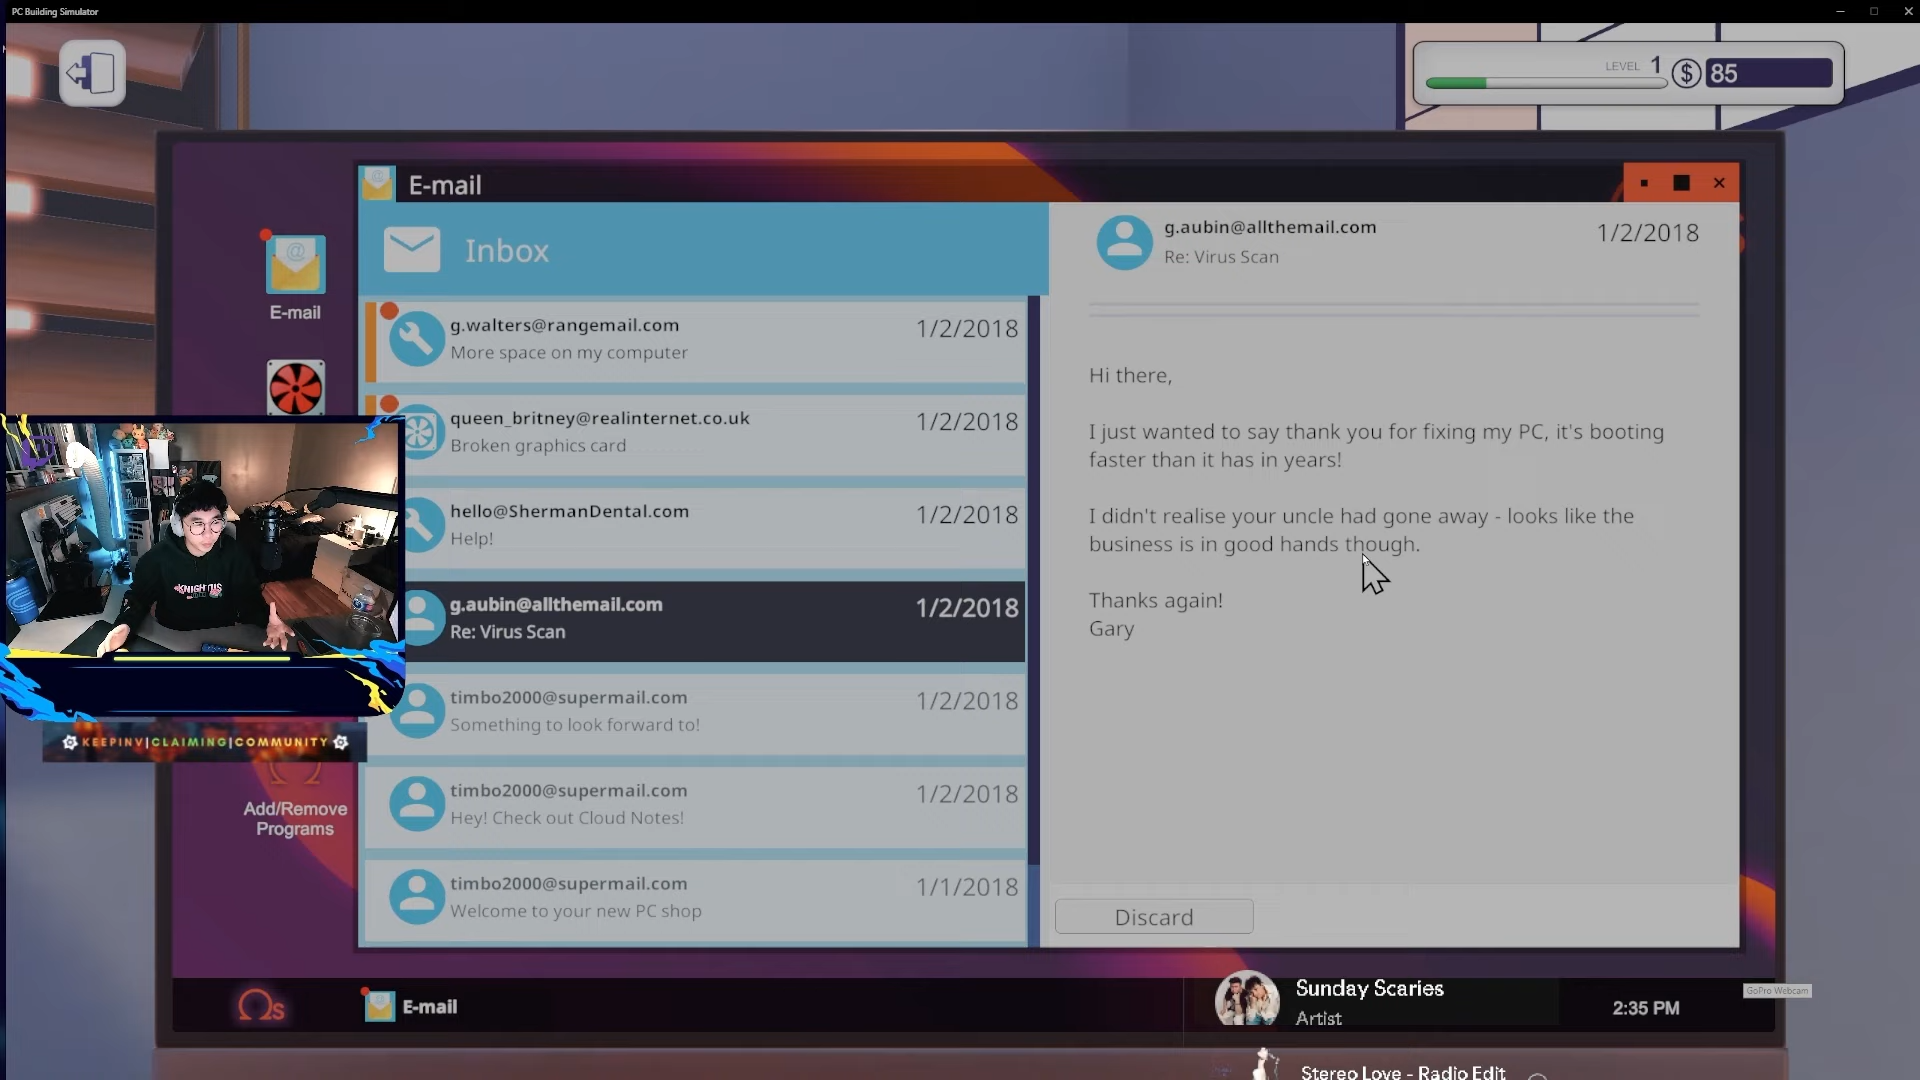 PC Building Simulator
LEVEL 1
$ 85
E-mail
E-mail
Inbox
g.walters@rangemail.com
1/2/2018
More space on my computer
queen_britney@realinternet.co.uk
1/2/2018
Broken graphics card
hello@ShermanDental.com
1/2/2018
Help!
g.aubin@allthemail.com
1/2/2018
Re: Virus Scan
timbo2000@supermail.com
1/2/2018
Something to look forward to!
timbo2000@supermail.com
1/2/2018
Hey! Check out Cloud Notes!
timbo2000@supermail.com
1/1/2018
Welcome to your new PC shop
g.aubin@allthemail.com
1/2/2018
Re: Virus Scan
Hi there,
I just wanted to say thank you for fixing my PC, it's booting
faster than it has in years!
I didn't realise your uncle had gone away - looks like the
business is in good hands though.
Thanks again!
Gary
Discard
KNIGHTUS
KEEPINV|CLAIMING|COMMUNITY
Add/Remove
Programs
Ωs
E-mail
Sunday Scaries
Artist
2:35 PM
GoPro Webcam
Stereo Love - Radio Edit